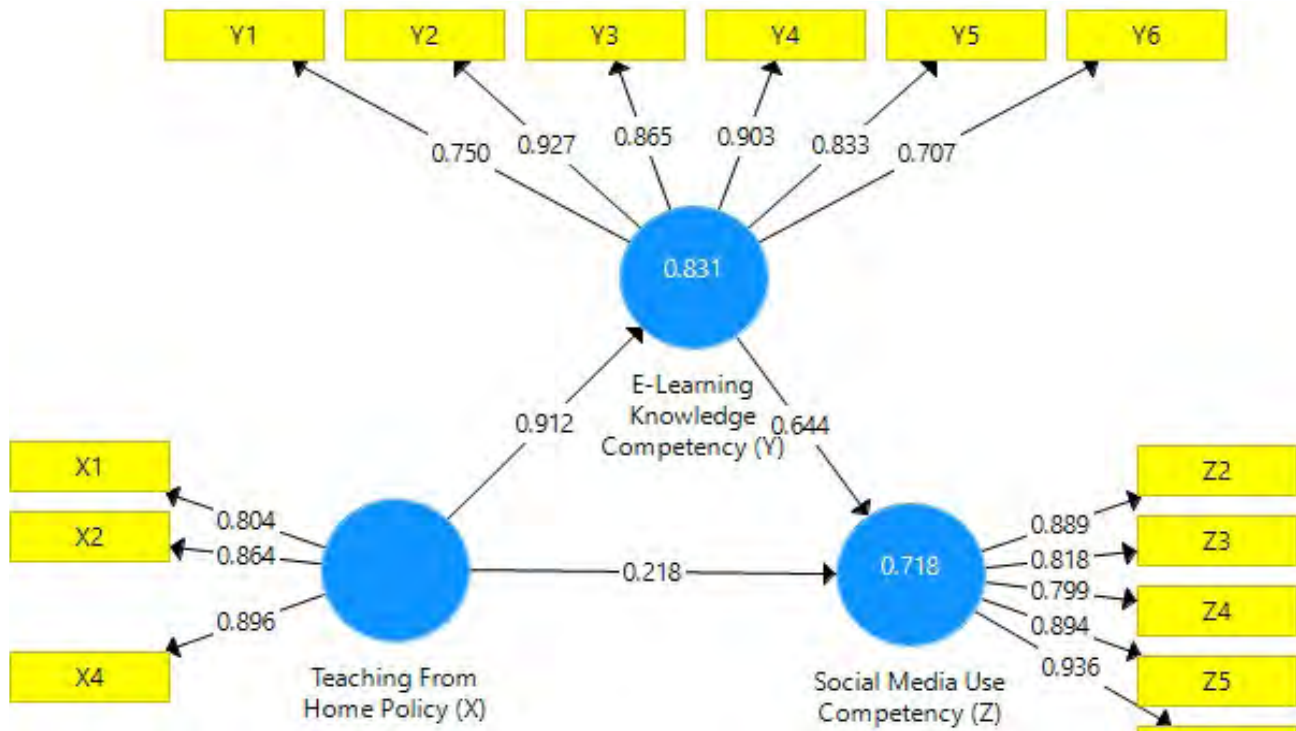 Y1 Y2 Y3 Y4 Y5 Y6
0.750 0.927 0.865 0.903 0.833 0.707
0.831
E-Learning
Knowledge
Competency (Y)
0.912
0.644
X1
X2
X4
0.804
0.864
0.896
0.218
0.718
Z2
Z3
Z4
Z5
0.889
0.818
0.799
0.894
0.936
Teaching From
Home Policy (X)
Social Media Use
Competency (Z)